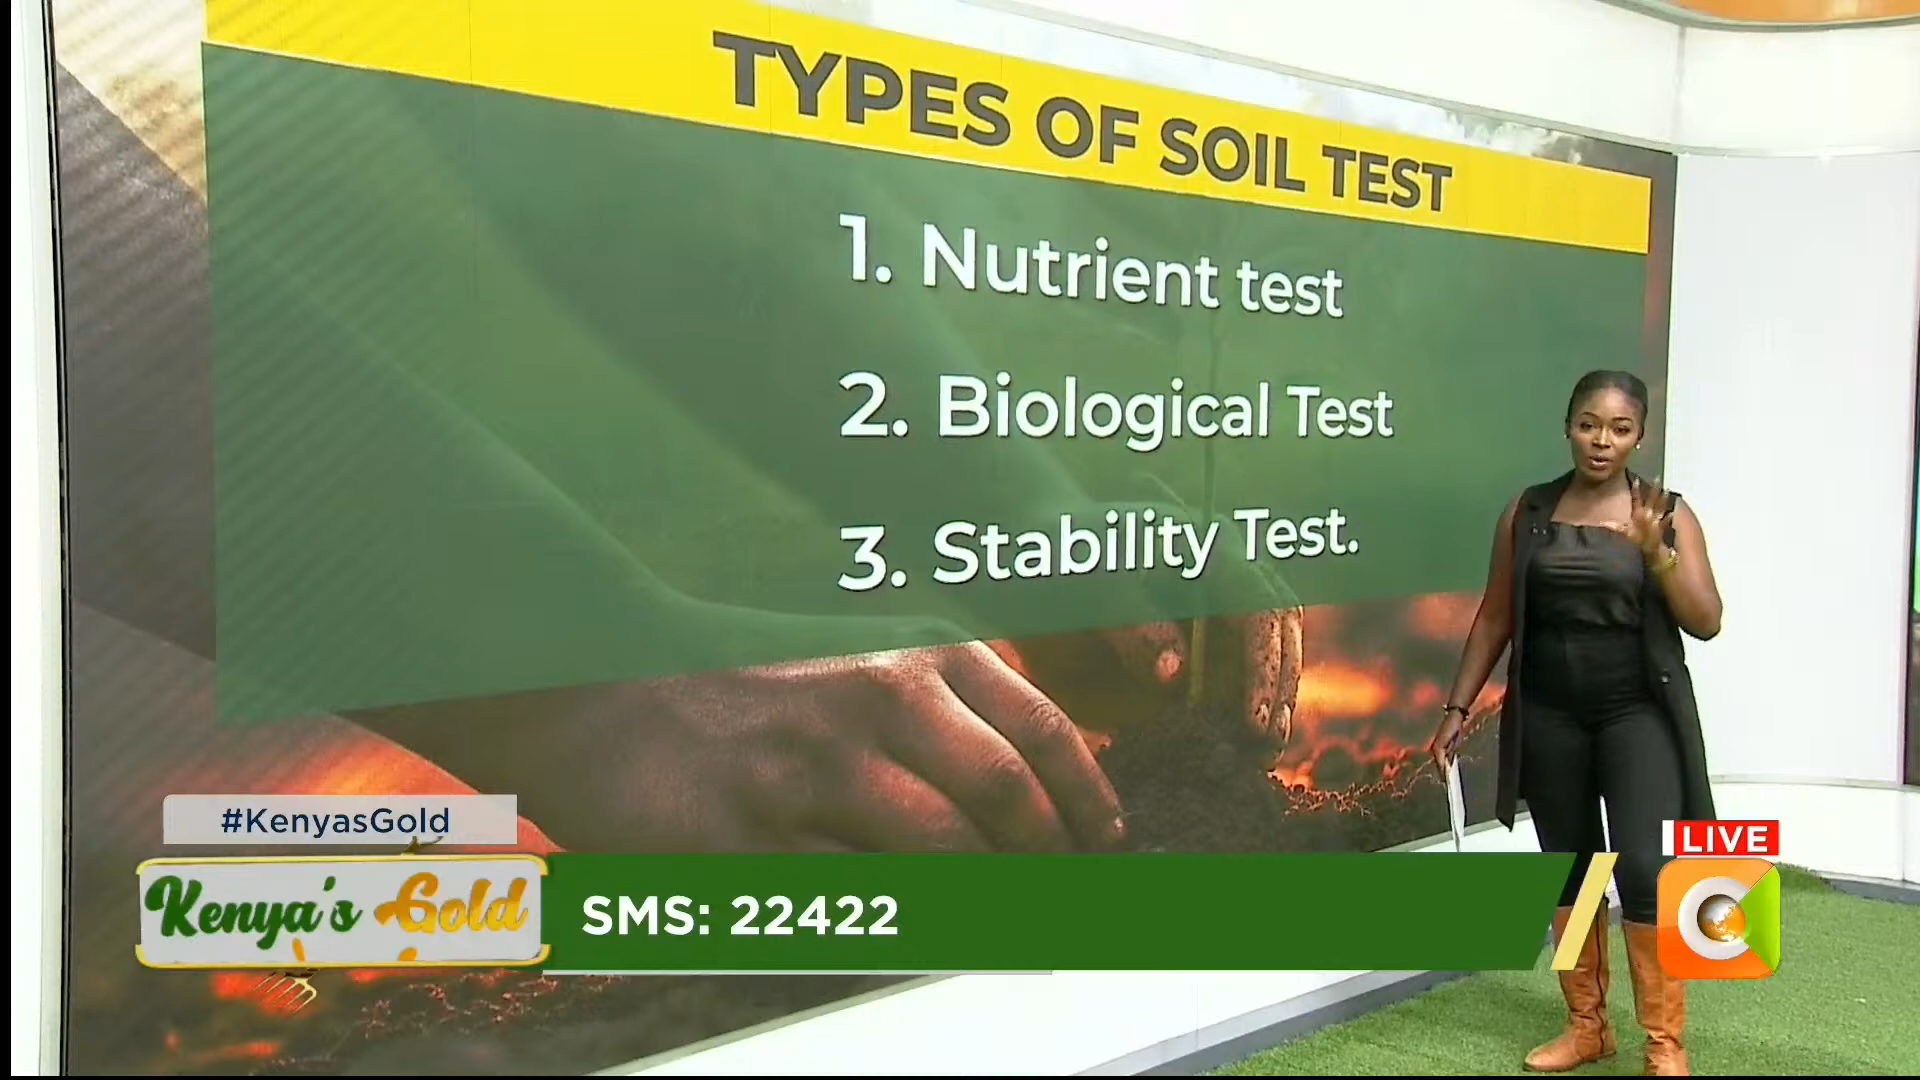 TYPES OF SOIL TEST
1. Nutrient test
2. Biological Test
3. Stability Test.
#KenyasGold
Kenya's Gold
SMS: 22422
LIVE